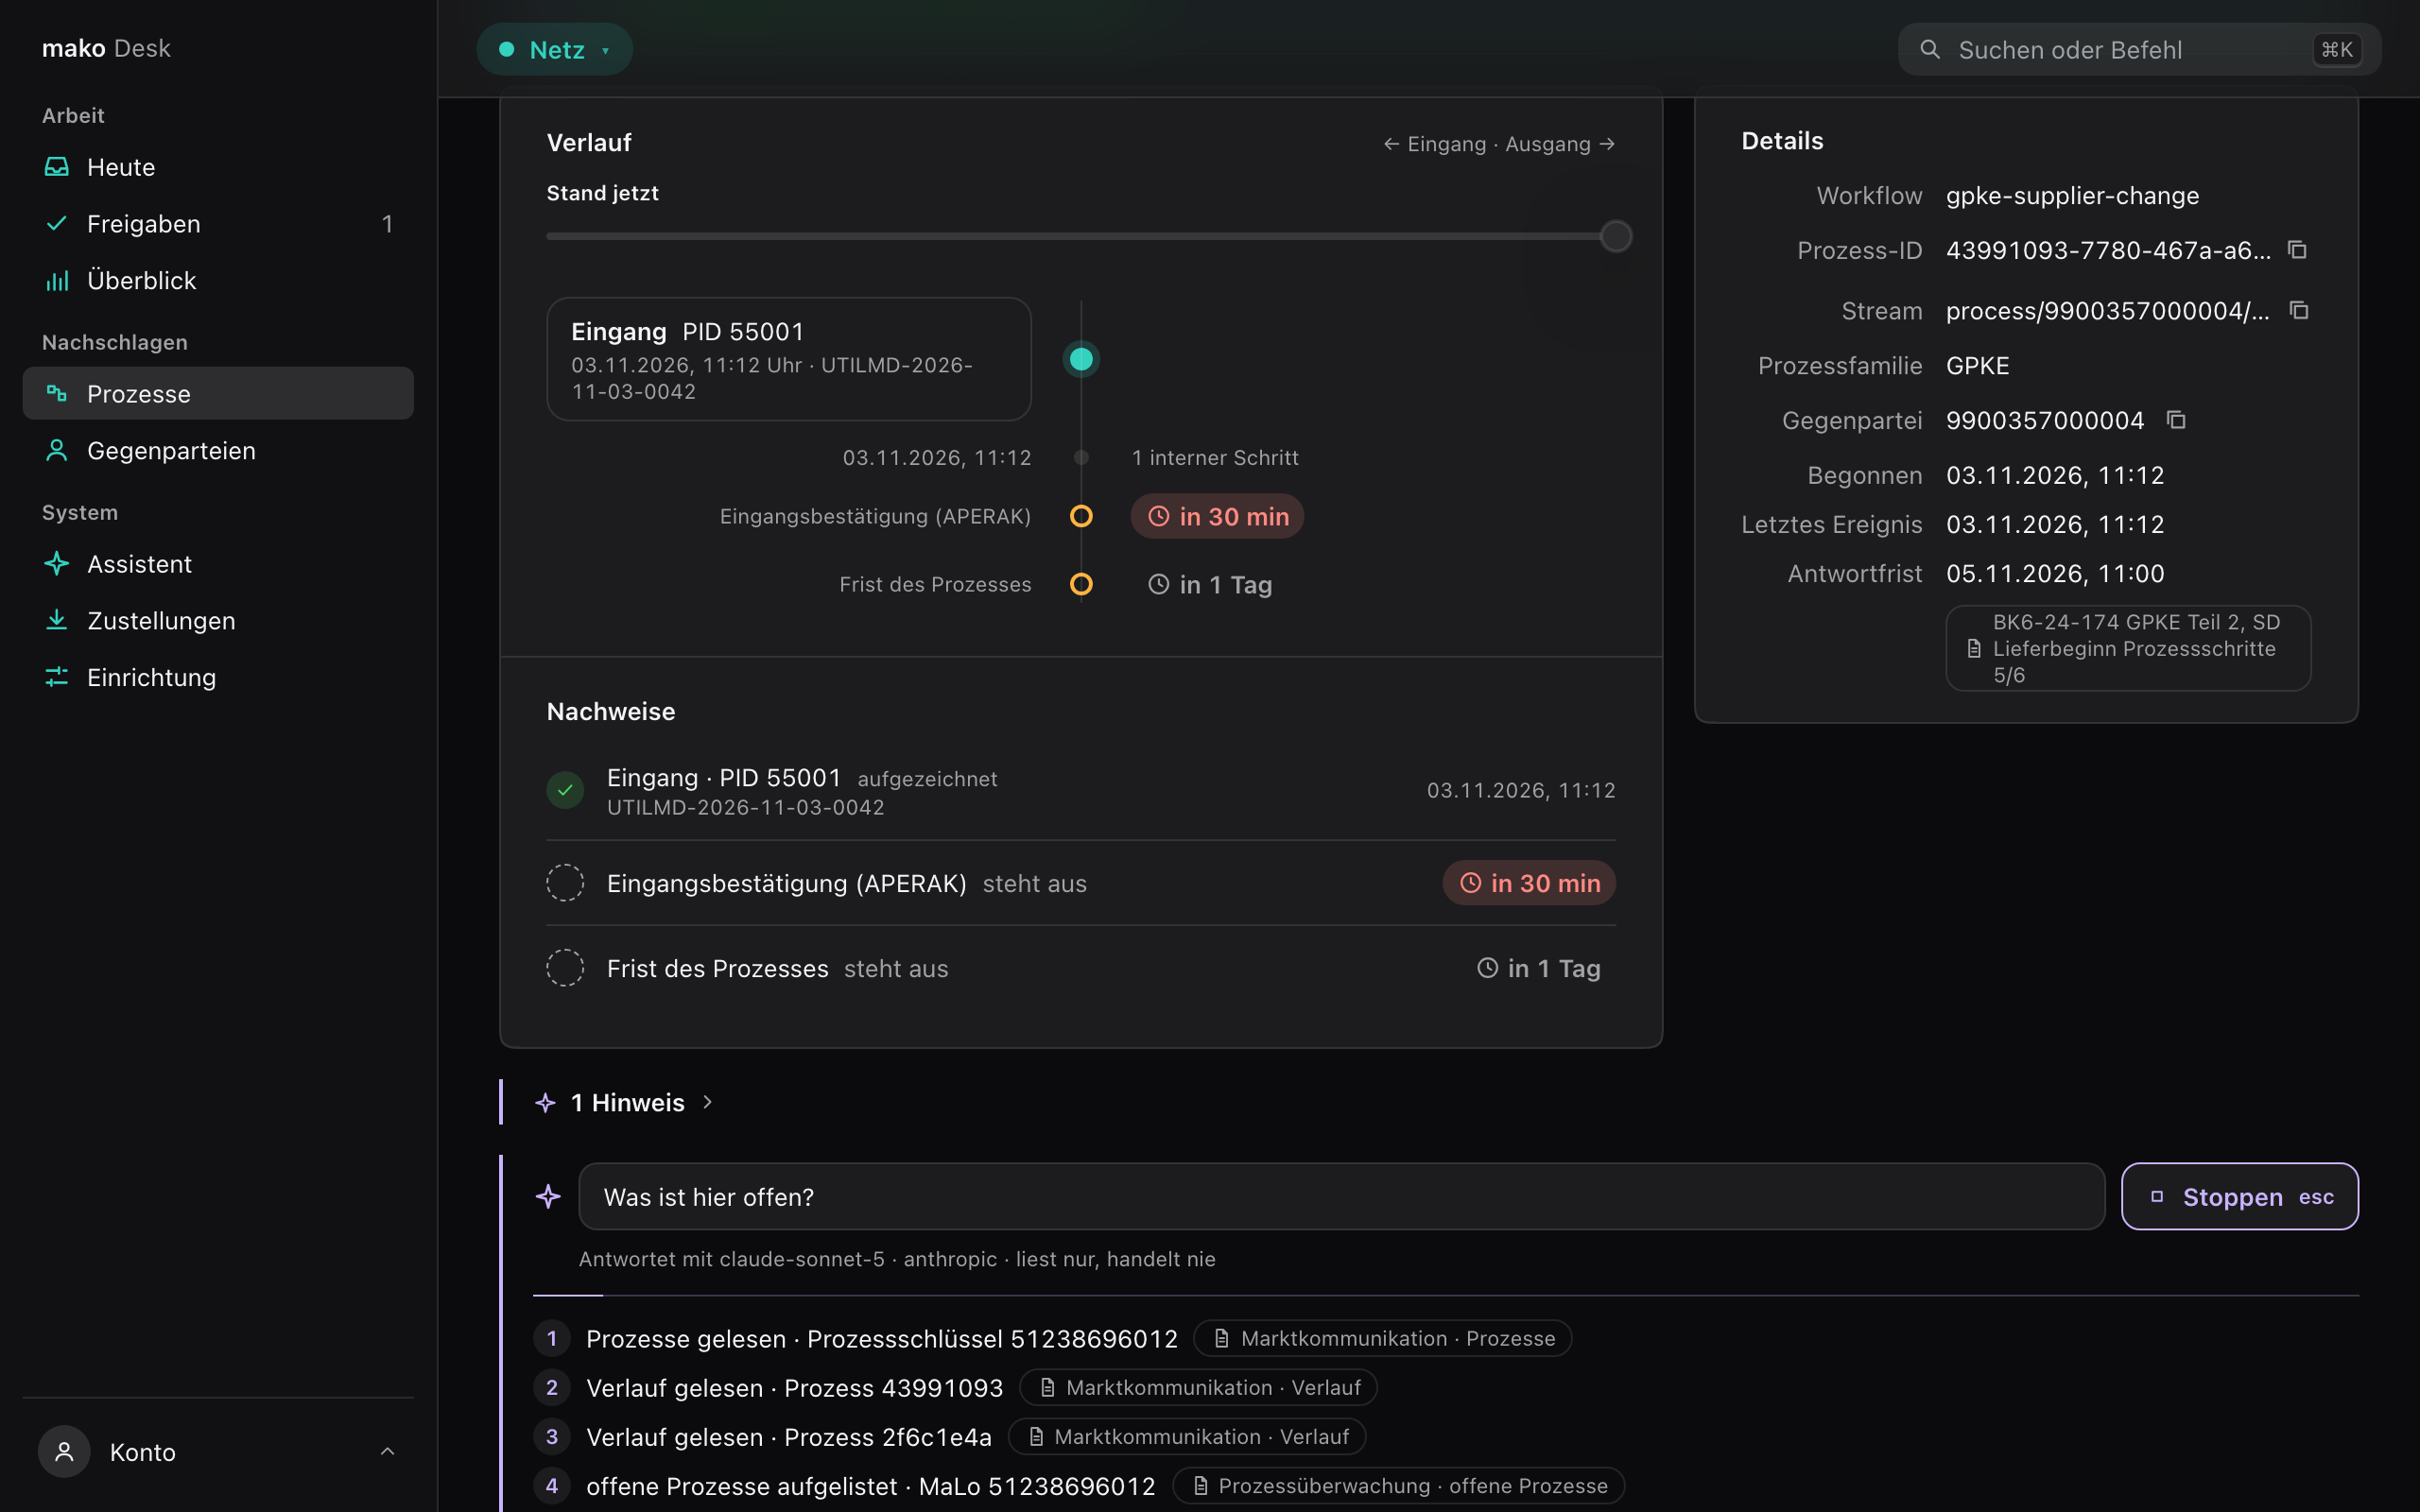 mako Desk
Arbeit
Heute
Freigaben 1
Überblick
Nachschlagen
Prozesse
Gegenparteien
System
Assistent
Zustellungen
Einrichtung
Konto
Netz ▾
Suchen oder Befehl ⌘K
Verlauf
← Eingang · Ausgang →
Stand jetzt
Eingang PID 55001
03.11.2026, 11:12 Uhr · UTILMD-2026-
11-03-0042
03.11.2026, 11:12 1 interner Schritt
Eingangsbestätigung (APERAK) in 30 min
Frist des Prozesses in 1 Tag
Nachweise
Eingang · PID 55001 aufgezeichnet
UTILMD-2026-11-03-0042
03.11.2026, 11:12
Eingangsbestätigung (APERAK) steht aus in 30 min
Frist des Prozesses steht aus in 1 Tag
Details
Workflow gpke-supplier-change
Prozess-ID 43991093-7780-467a-a6...
Stream process/9900357000004/...
Prozessfamilie GPKE
Gegenpartei 9900357000004
Begonnen 03.11.2026, 11:12
Letztes Ereignis 03.11.2026, 11:12
Antwortfrist 05.11.2026, 11:00
BK6-24-174 GPKE Teil 2, SD
Lieferbeginn Prozessschritte
5/6
1 Hinweis
Was ist hier offen?
Stoppen esc
Antwortet mit claude-sonnet-5 · anthropic · liest nur, handelt nie
1 Prozesse gelesen · Prozessschlüssel 51238696012 Marktkommunikation · Prozesse
2 Verlauf gelesen · Prozess 43991093 Marktkommunikation · Verlauf
3 Verlauf gelesen · Prozess 2f6c1e4a Marktkommunikation · Verlauf
4 offene Prozesse aufgelistet · MaLo 51238696012 Prozessüberwachung · offene Prozesse